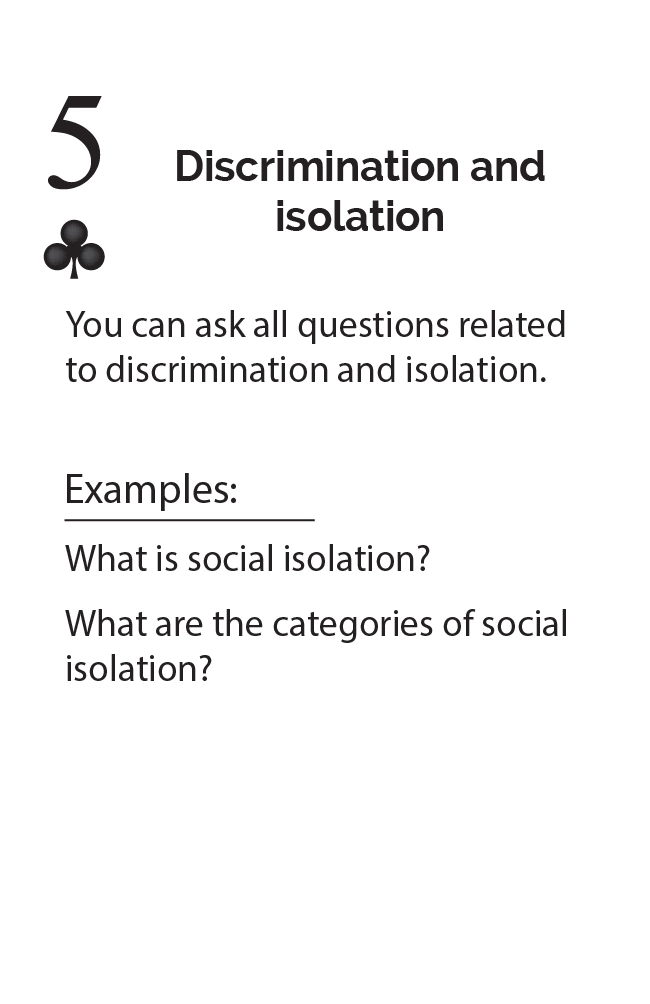 5
Discrimination and
isolation
You can ask all questions related
to discrimination and isolation.
Examples:
What is social isolation?
What are the categories of social
isolation?